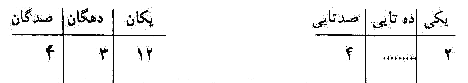 یکی ده تایی صدتایی یکان دهگان صدگان
۲ ......... ۴ ۱۲ ۳ ۴